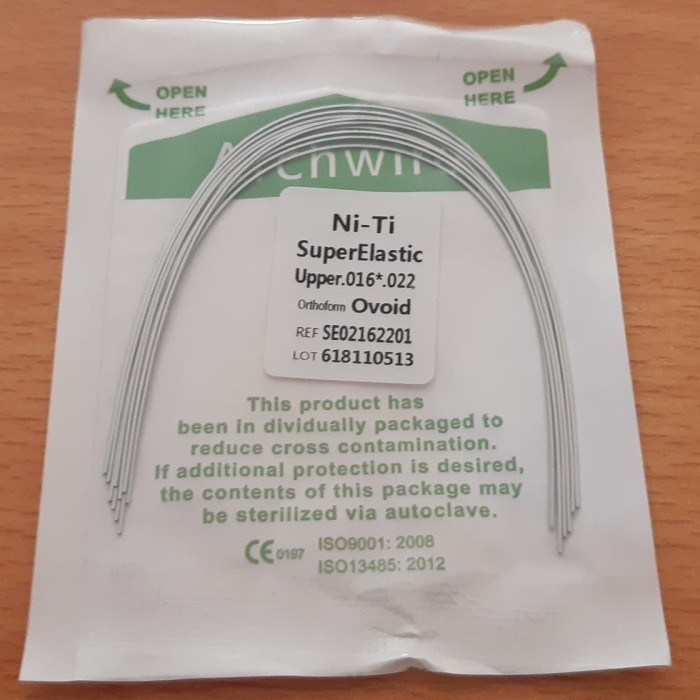 OPEN
HERE
OPEN
HERE
Archwire
Ni-Ti
SuperElastic
Upper.016*.022
Orthoform Ovoid
REF SE02162201
LOT 618110513
This product has
been in dividually packaged to
reduce cross contamination.
If additional protection is desired,
the contents of this package may
be sterilized via autoclave.
CE 0197
ISO9001: 2008
ISO13485: 2012